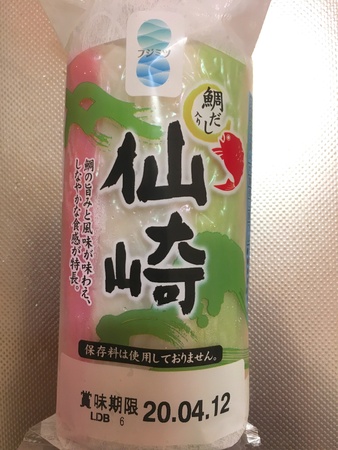 フジミツ
鯛だし
入り
仙崎
鯛の旨みと風味が味わえ、
しなやかな食感が特長。
保存料は使用しておりません。
賞味期限 20.04.12
LDB 6